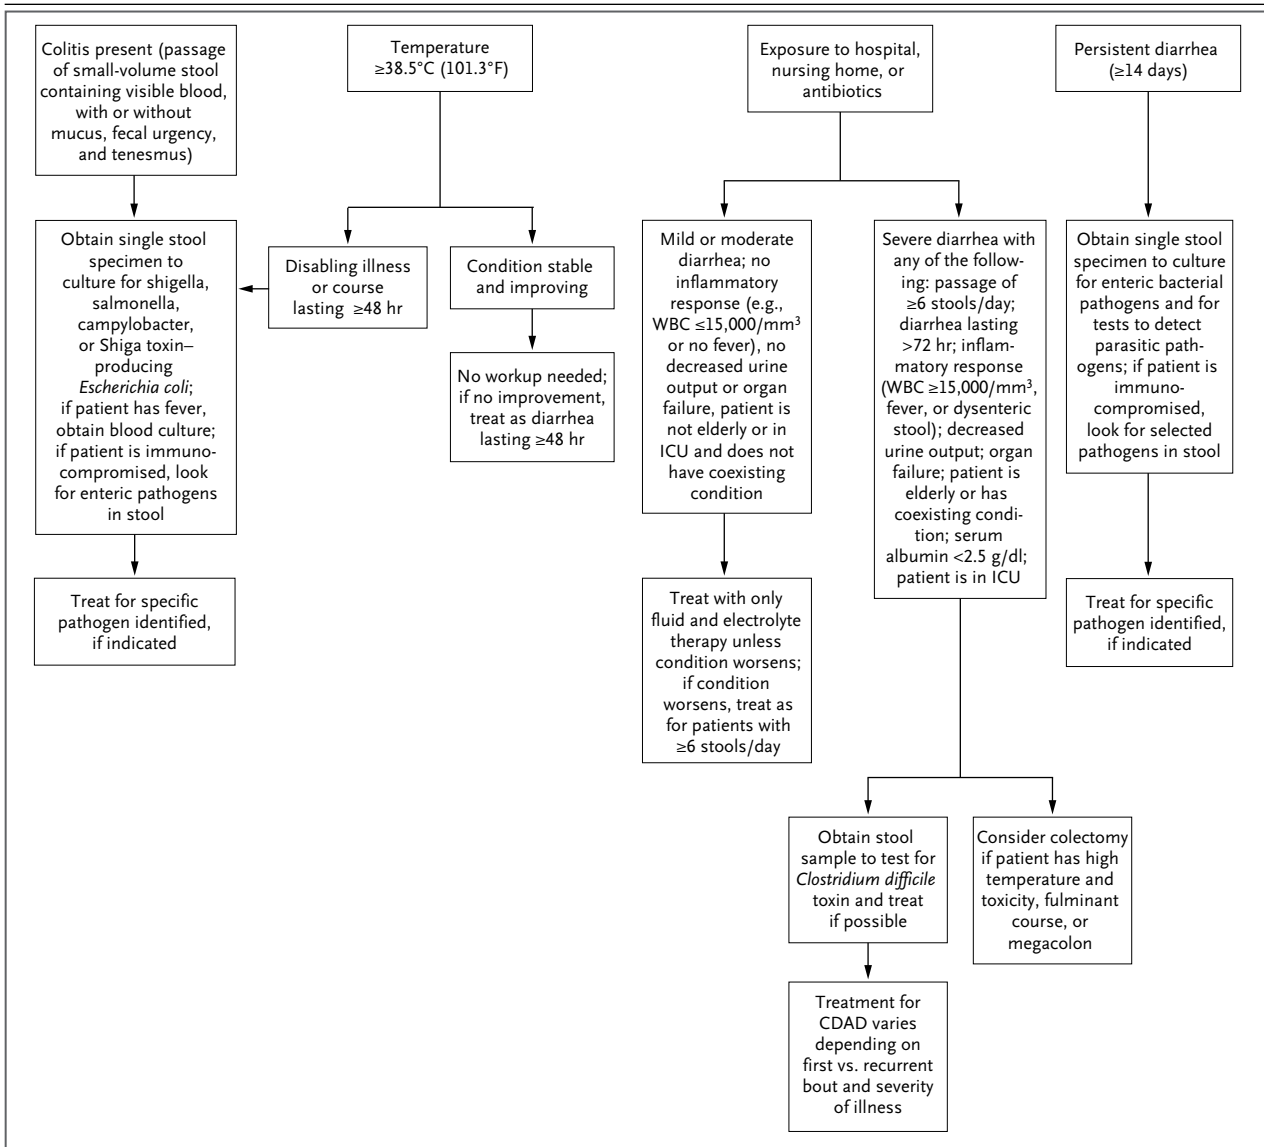 Colitis present (passage
of small-volume stool
containing visible blood,
with or without
mucus, fecal urgency,
and tenesmus)
Temperature
≥38.5°C (101.3°F)
Exposure to hospital,
nursing home, or
antibiotics
Persistent diarrhea
(≥14 days)
Obtain single stool
specimen to
culture for shigella,
salmonella,
campylobacter,
or Shiga toxin–
producing
Escherichia coli;
if patient has fever,
obtain blood culture;
if patient is immuno-
compromised, look
for enteric pathogens
in stool
Disabling illness
or course
lasting ≥48 hr
Condition stable
and improving
Mild or moderate
diarrhea; no
inflammatory
response (e.g.,
WBC ≤15,000/mm³
or no fever), no
decreased urine
output or organ
failure, patient is
not elderly or in
ICU and does not
have coexisting
condition
Severe diarrhea with
any of the follow-
ing: passage of
≥6 stools/day;
diarrhea lasting
>72 hr; inflam-
matory response
(WBC ≥15,000/mm³,
fever, or dysenteric
stool); decreased
urine output; organ
failure; patient is
elderly or has
coexisting condi-
tion; serum
albumin <2.5 g/dl;
patient is in ICU
Obtain single stool
specimen to culture
for enteric bacterial
pathogens and for
tests to detect
parasitic path-
ogens; if patient is
immuno-
compromised,
look for selected
pathogens in stool
No workup needed;
if no improvement,
treat as diarrhea
lasting ≥48 hr
Treat for specific
pathogen identified,
if indicated
Treat with only
fluid and electrolyte
therapy unless
condition worsens;
if condition
worsens, treat as
for patients with
≥6 stools/day
Treat for specific
pathogen identified,
if indicated
Obtain stool
sample to test for
Clostridium difficile
toxin and treat
if possible
Consider colectomy
if patient has high
temperature and
toxicity, fulminant
course, or
megacolon
Treatment for
CDAD varies
depending on
first vs. recurrent
bout and severity
of illness